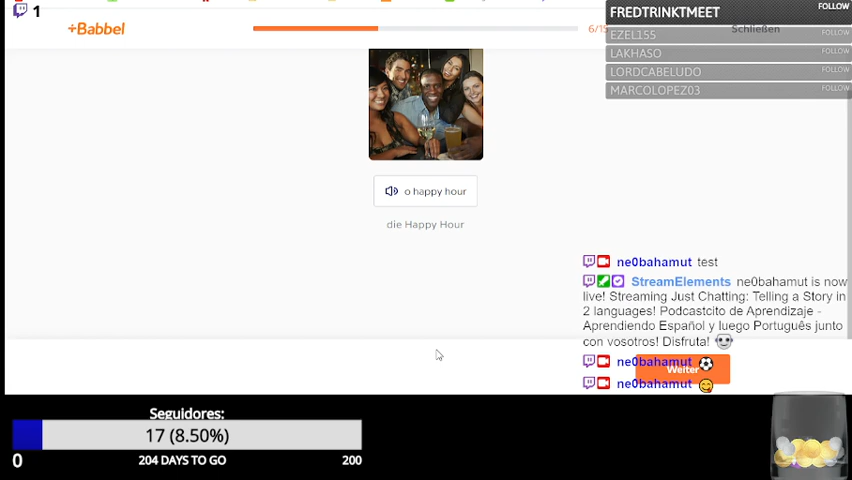 1
FREDTRINKTMEET
FOLLOW
+Babbel
6/15
Schließen
EZEL155
FOLLOW
LAKHASO
FOLLOW
LORDCABELUDO
FOLLOW
MARCOLOPEZ03
FOLLOW
o happy hour
die Happy Hour
ne0bahamut test
StreamElements ne0bahamut is now
live! Streaming Just Chatting: Telling a Story in
2 languages! Podcastcito de Aprendizaje -
Aprendiendo Español y luego Português junto
con vosotros! Disfruta!
ne0bahamut
Weiter
ne0bahamut
Seguidores:
17 (8.50%)
0
204 DAYS TO GO
200